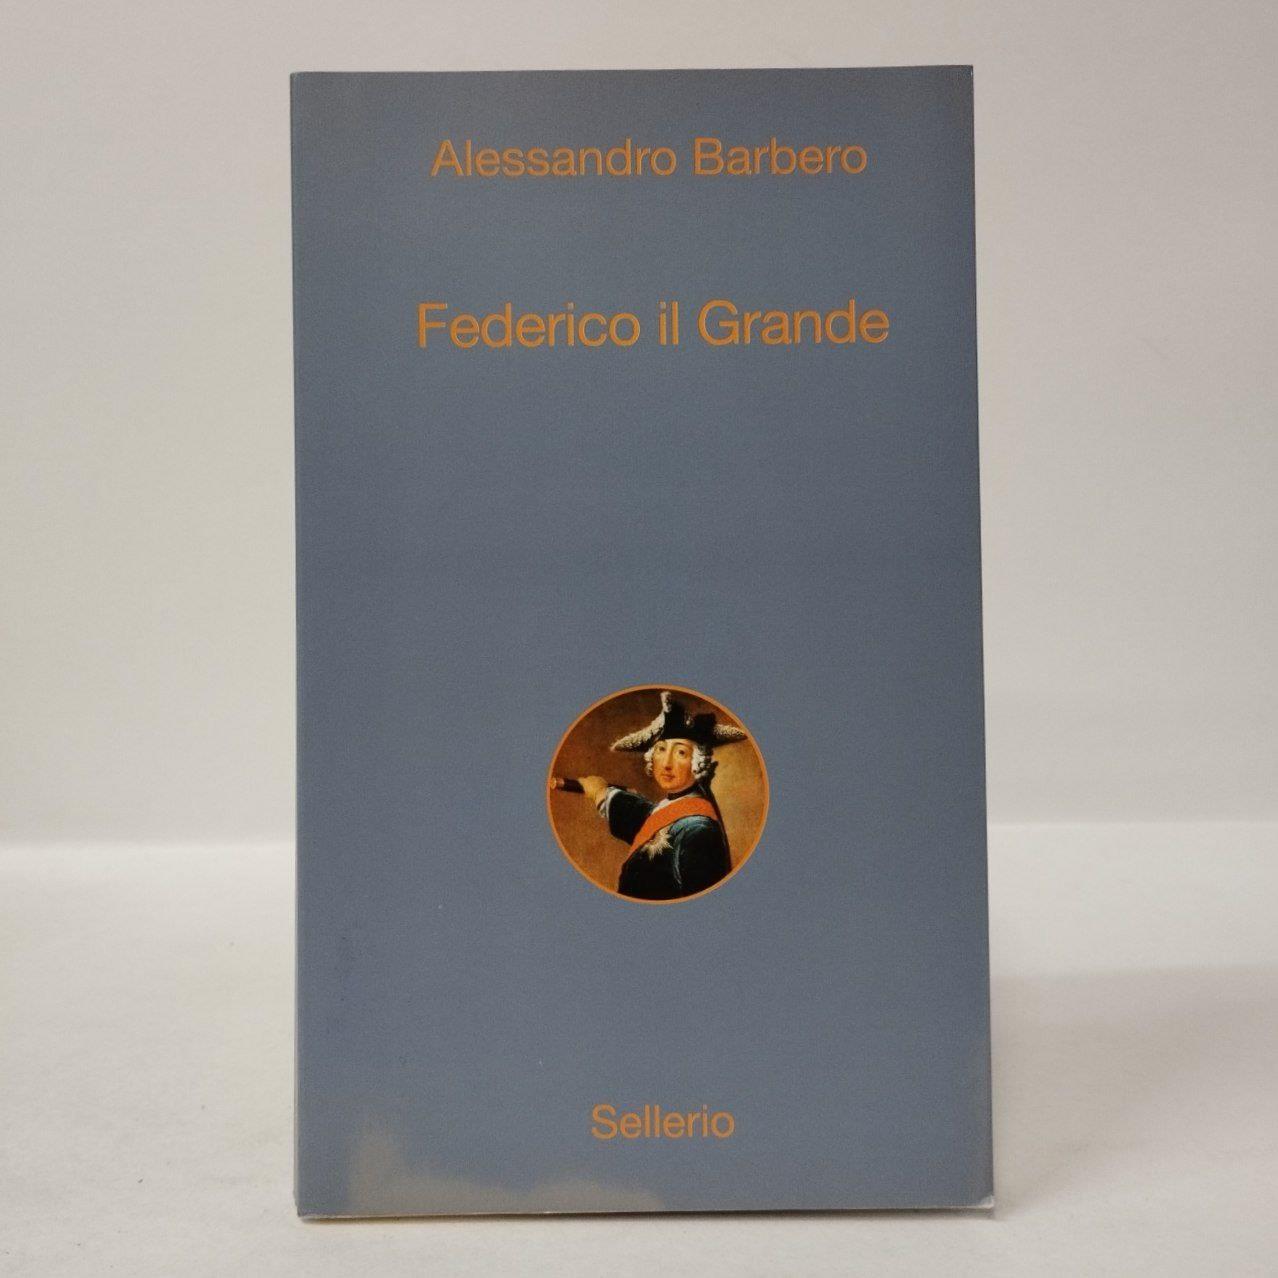 Alessandro Barbero
Federico il Grande
Sellerio